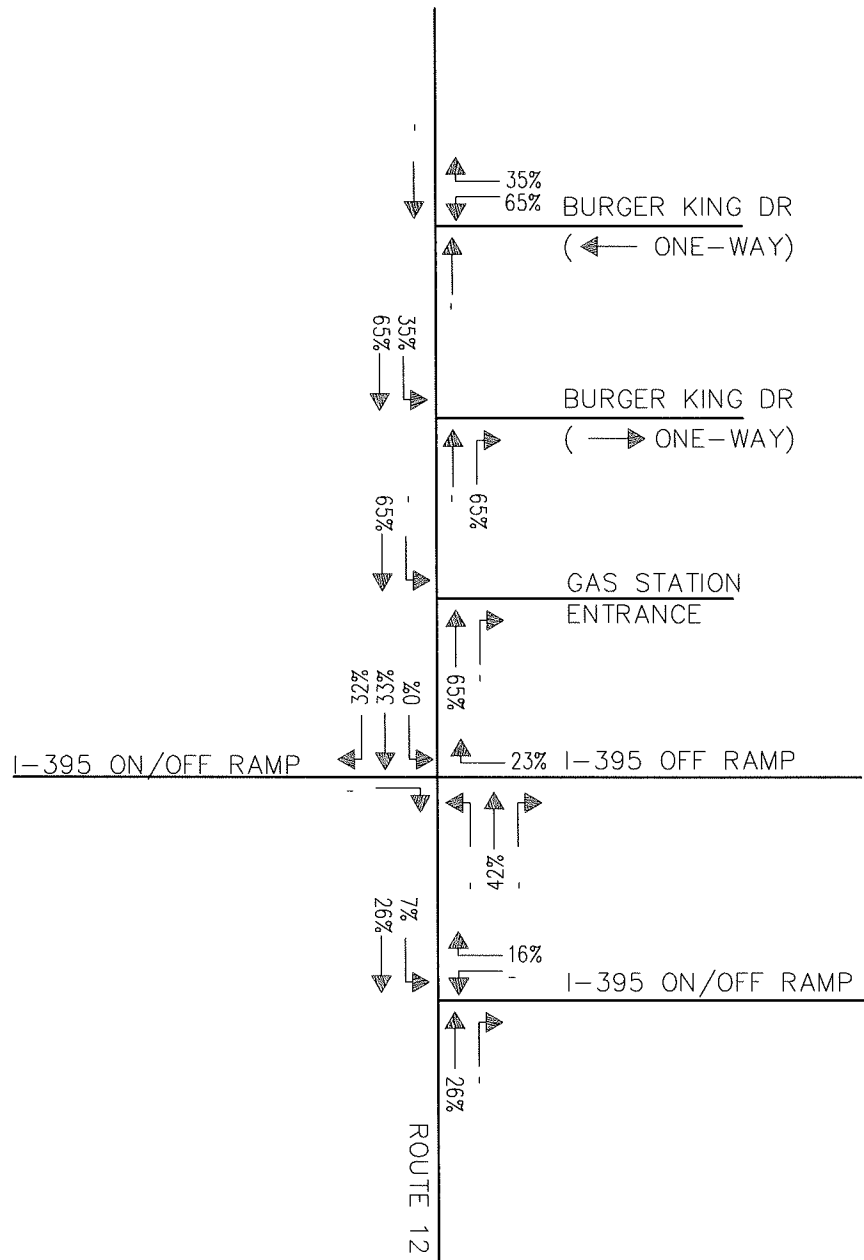 35%
65%
BURGER KING DR
( ONE-WAY)
65%
35%
BURGER KING DR
( ONE-WAY)
65%
-
-
65%
GAS STATION
ENTRANCE
32%
33%
0%
65%
-
I-395 ON/OFF RAMP
23%
I-395 OFF RAMP
-
-
42%
-
26%
7%
16%
-
I-395 ON/OFF RAMP
26%
-
ROUTE 12